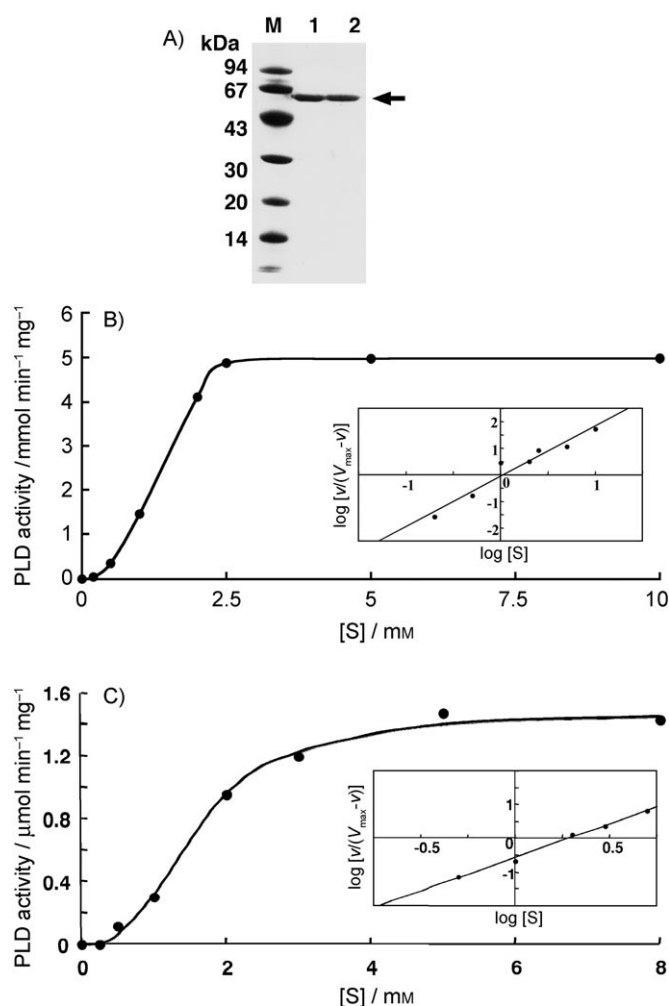 A)
M 1 2
kDa
94
67
43
30
20
14
B)
PLD activity /mmol min⁻¹ mg⁻¹
6
5
4
3
2
1
0
0 2.5 5 7.5 10
[S] / mM
log [v/(Vmax-v)]
2
1
-1 0 1
-1
-2
log [S]
C)
PLD activity / μmol min⁻¹ mg⁻¹
1.6
1.2
0.8
0.4
0
0 2 4 6 8
[S] / mM
log [v/(Vmax-v)]
1
-0.5 0 0.5
-1
log [S]